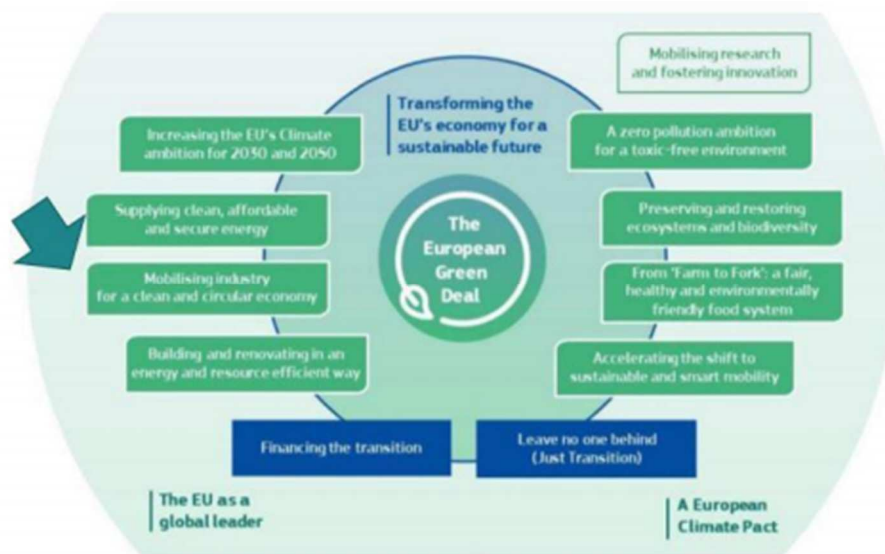 Mobilising research
and fostering innovation
Transforming the
EU's economy for a
sustainable future
Increasing the EU's Climate
ambition for 2030 and 2050
A zero pollution ambition
for a toxic-free environment
Supplying clean, affordable
and secure energy
Preserving and restoring
ecosystems and biodiversity
The
European
Green
Deal
Mobilising industry
for a clean and circular economy
From 'Farm to Fork': a fair,
healthy and environmentally
friendly food system
Building and renovating in an
energy and resource efficient way
Accelerating the shift to
sustainable and smart mobility
Financing the transition
Leave no one behind
(Just Transition)
The EU as a
global leader
A European
Climate Pact